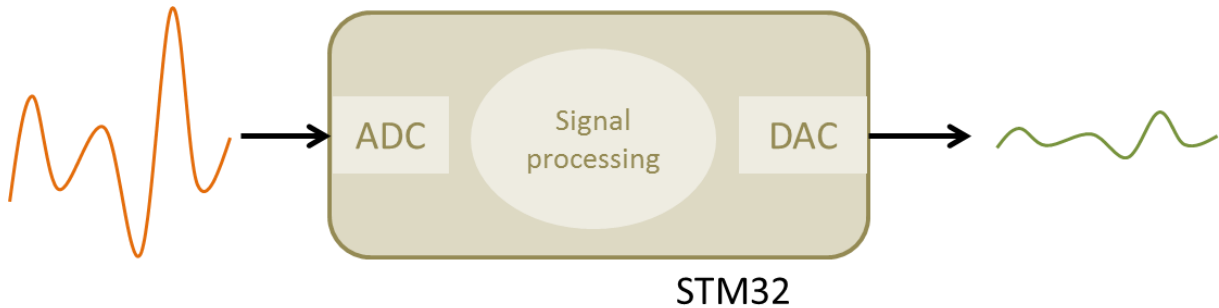 ADC
Signal
processing
DAC
STM32